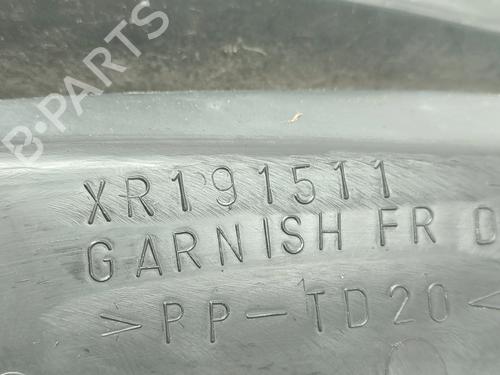 B-PARTS
XR191511
GARNISH FR D
>PP-TD20<